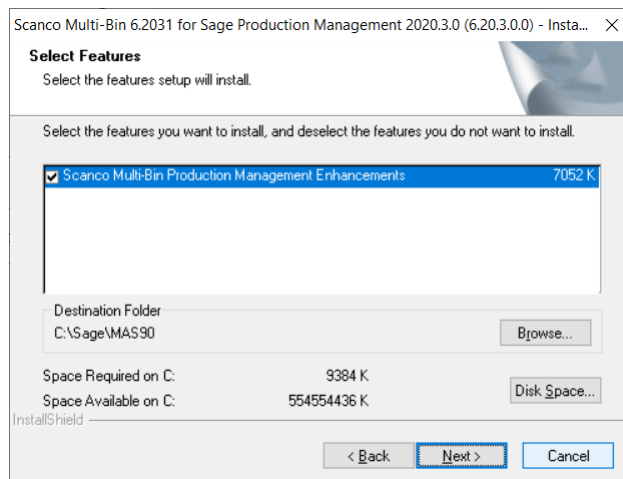 Scanco Multi-Bin 6.2031 for Sage Production Management 2020.3.0 (6.20.3.0.0) - Insta...
Select Features
Select the features setup will install.
Select the features you want to install, and deselect the features you do not want to install.
Scanco Multi-Bin Production Management Enhancements 7052 K
Destination Folder
C:\Sage\MAS90 Browse...
Space Required on C: 9384 K
Space Available on C: 554554436 K Disk Space...
InstallShield
< Back Next > Cancel